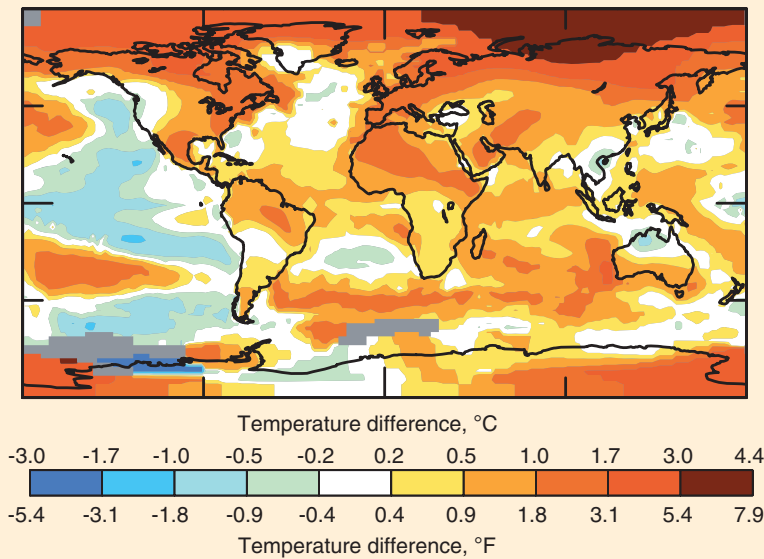 Temperature difference, °C
-3.0 -1.7 -1.0 -0.5 -0.2 0.2 0.5 1.0 1.7 3.0 4.4
-5.4 -3.1 -1.8 -0.9 -0.4 0.4 0.9 1.8 3.1 5.4 7.9
Temperature difference, °F